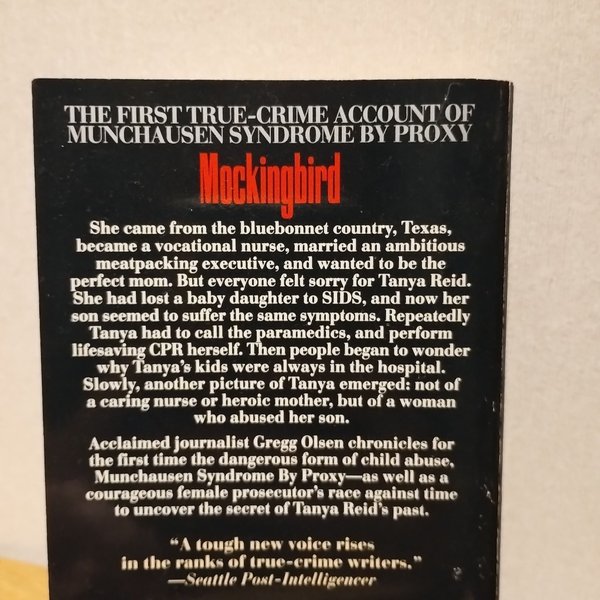 THE FIRST TRUE-CRIME ACCOUNT OF
MUNCHAUSEN SYNDROME BY PROXY
Mockingbird
She came from the bluebonnet country, Texas,
became a vocational nurse, married an ambitious
meatpacking executive, and wanted to be the
perfect mom. But everyone felt sorry for Tanya Reid.
She had lost a baby daughter to SIDS, and now her
son seemed to suffer the same symptoms. Repeatedly
Tanya had to call the paramedics, and perform
lifesaving CPR herself. Then people began to wonder
why Tanya's kids were always in the hospital.
Slowly, another picture of Tanya emerged: not of
a caring nurse or heroic mother, but of a woman
who abused her son.
Acclaimed journalist Gregg Olsen chronicles for
the first time the dangerous form of child abuse,
Munchausen Syndrome By Proxy—as well as a
courageous female prosecutor's race against time
to uncover the secret of Tanya Reid's past.
"A tough new voice rises
in the ranks of true-crime writers."
—Seattle Post-Intelligencer